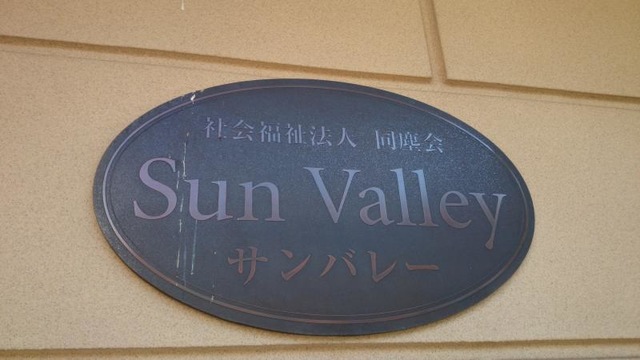 社会福祉法人 同塵会
Sun Valley
サンバレー